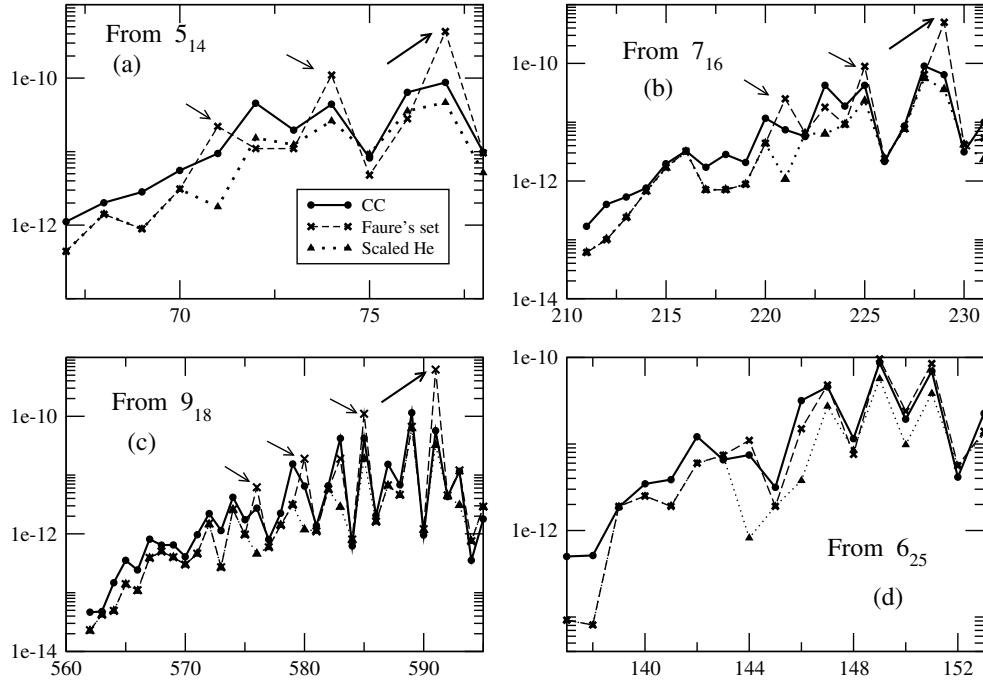 From 5₁₄
(a)
1e-10
1e-12
70 75
CC
Faure's set
Scaled He
From 7₁₆
(b)
1e-10
1e-12
1e-14
210 215 220 225 230
From 9₁₈
(c)
1e-10
1e-12
1e-14
560 570 580 590
1e-10
1e-12
From 6₂₅
(d)
140 144 148 152